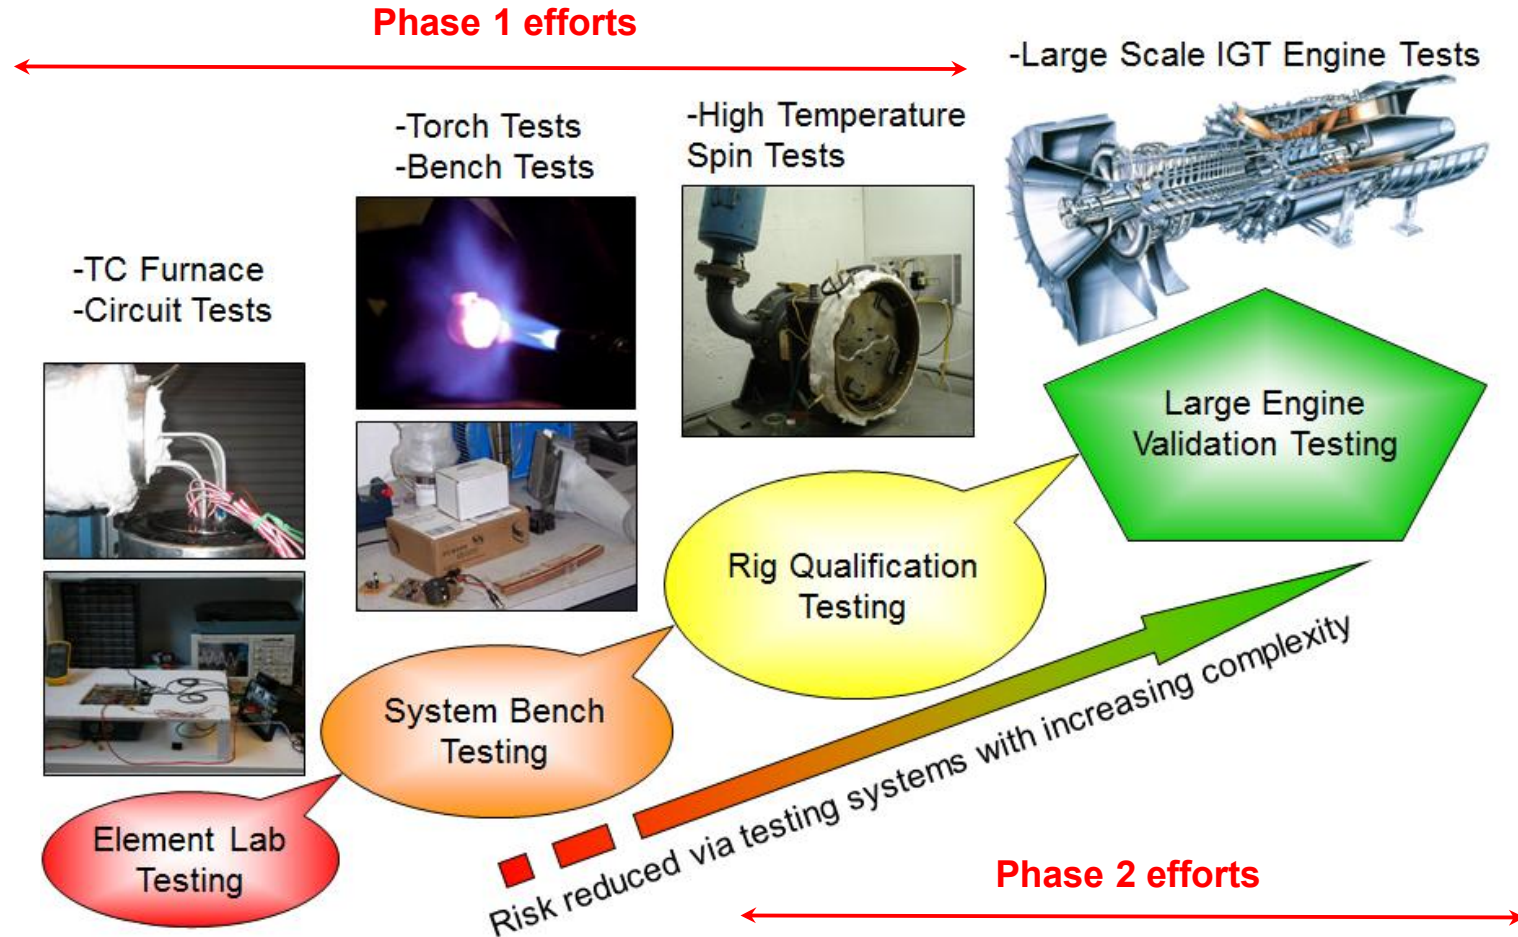 Phase 1 efforts
-Large Scale IGT Engine Tests
-Torch Tests
-Bench Tests
-High Temperature
Spin Tests
-TC Furnace
-Circuit Tests
Large Engine
Validation Testing
Rig Qualification
Testing
System Bench
Testing
Element Lab
Testing
Risk reduced via testing systems with increasing complexity
Phase 2 efforts